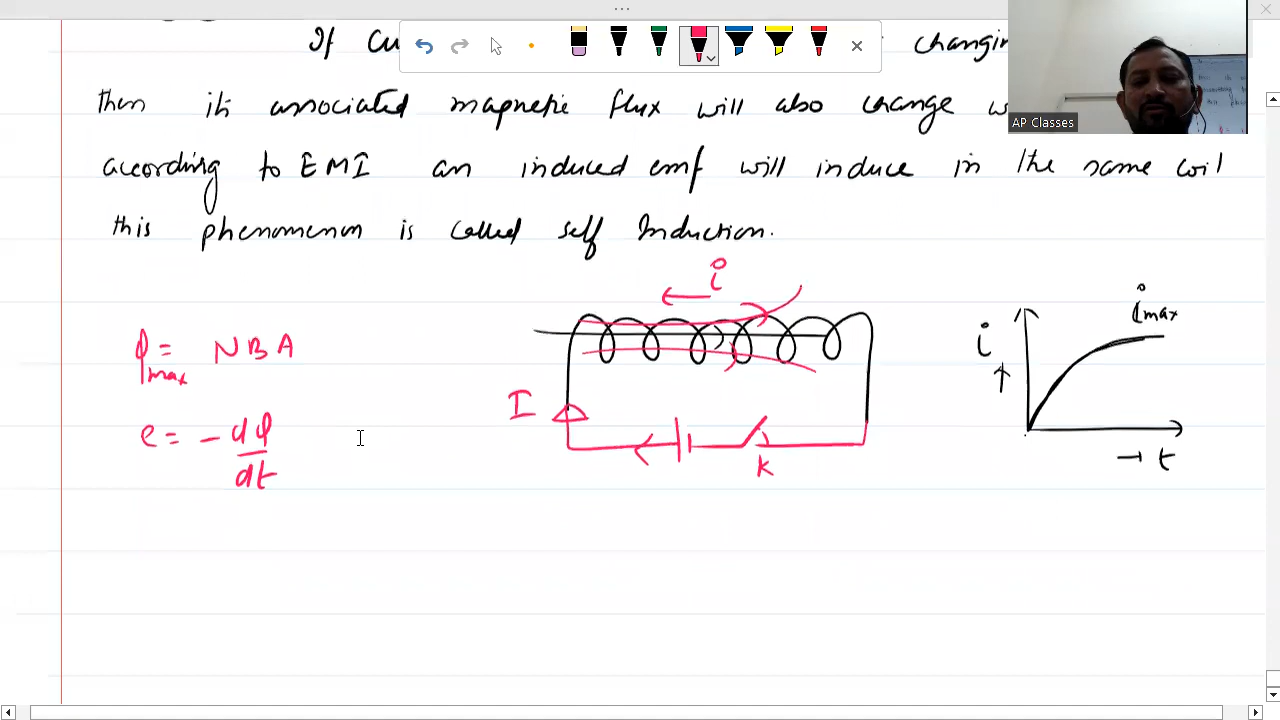 If Cu changin
AP Classes
then its associated magnetic flux will also change w
according to EMI an induced emf will induce in the same coil
this phenomenon is called self Induction.
i
i max
φmax = NBA
i
I
e = - dφ/dt
K
→ t